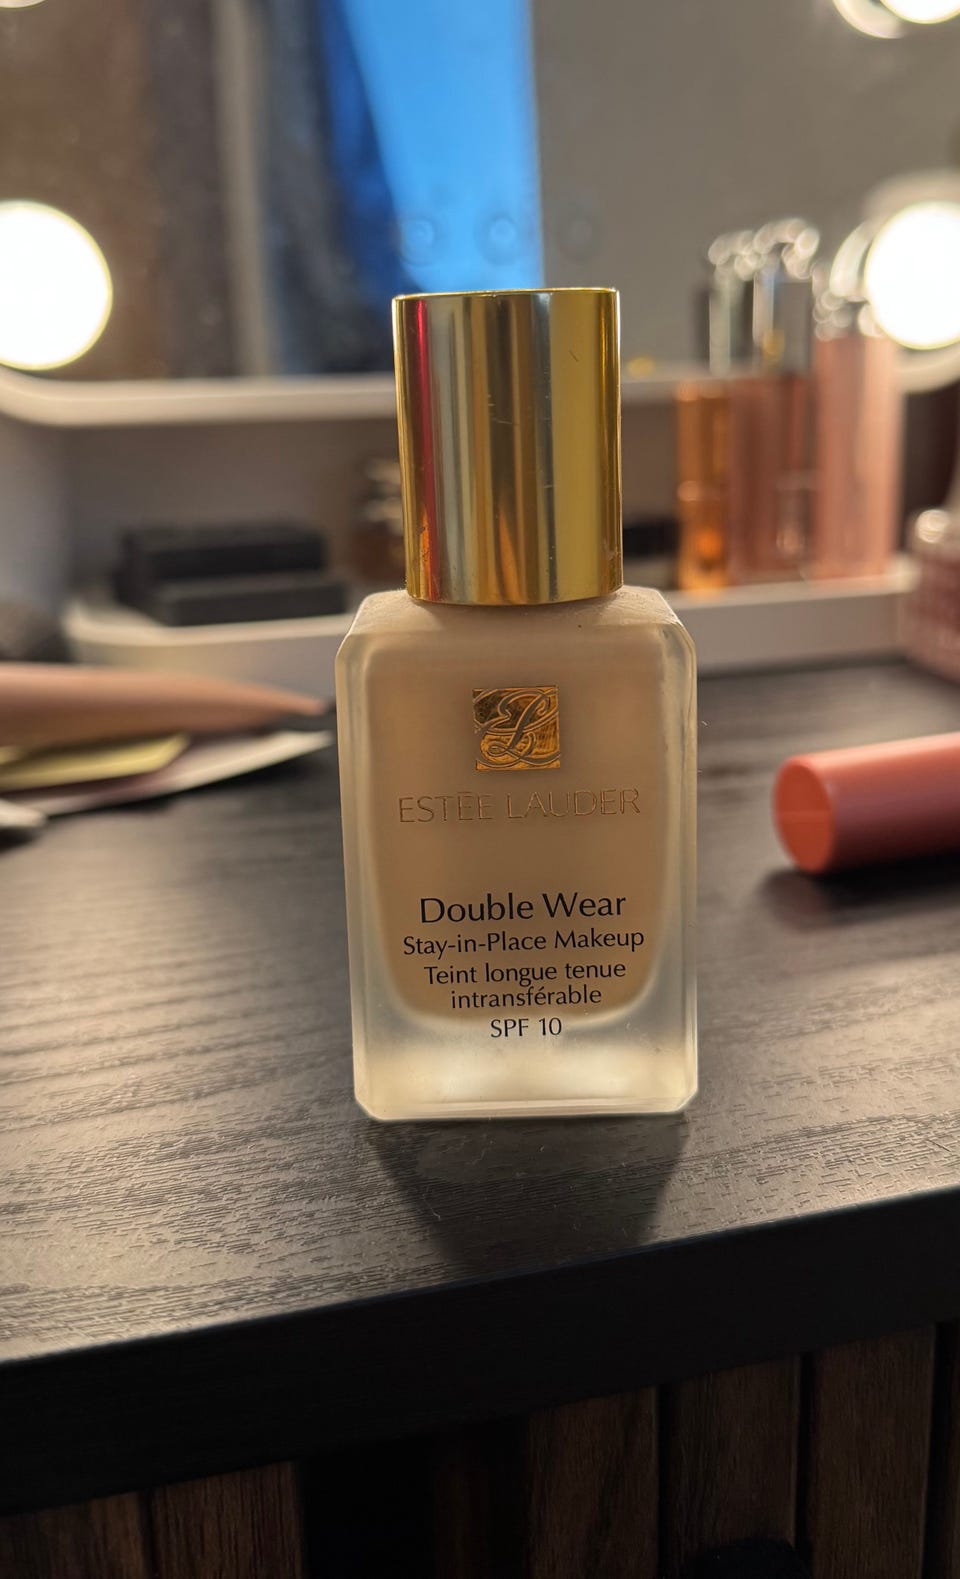 ESTĒE LAUDER
Double Wear
Stay-in-Place Makeup
Teint longue tenue
intransférable
SPF 10